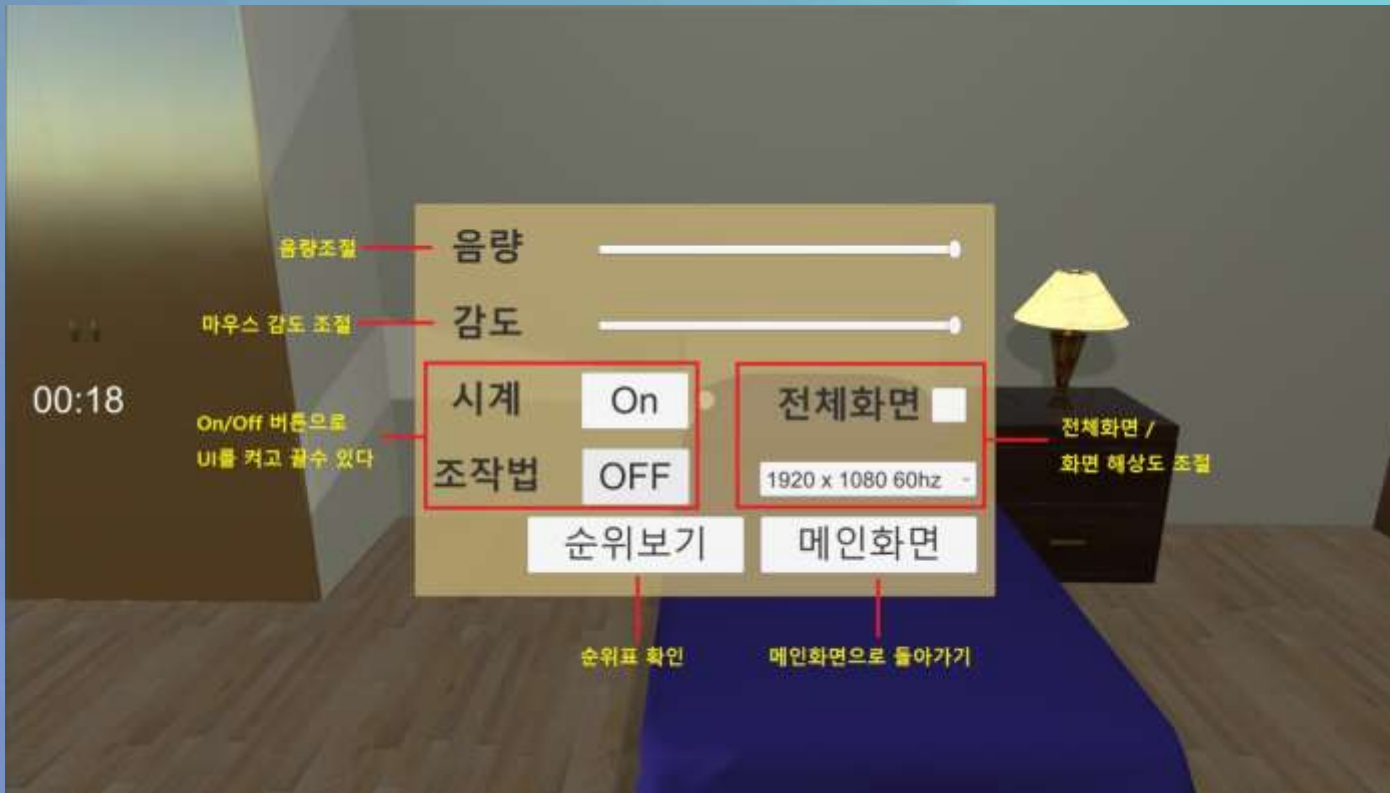 음량조절
음량
마우스 감도 조절
감도
00:18
On/Off 버튼으로
UI를 켜고 끌수 있다
시계
On
조작법
OFF
전체화면
1920 x 1080 60hz
전체화면 /
화면 해상도 조절
순위보기
메인화면
순위표 확인
메인화면으로 돌아가기